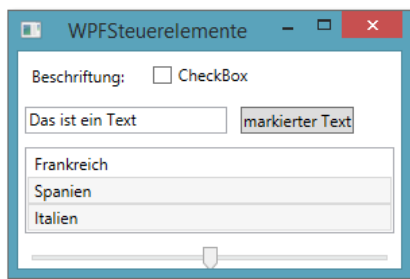 WPFSteuerelemente
Beschriftung: CheckBox
Das ist ein Text markierter Text
Frankreich
Spanien
Italien